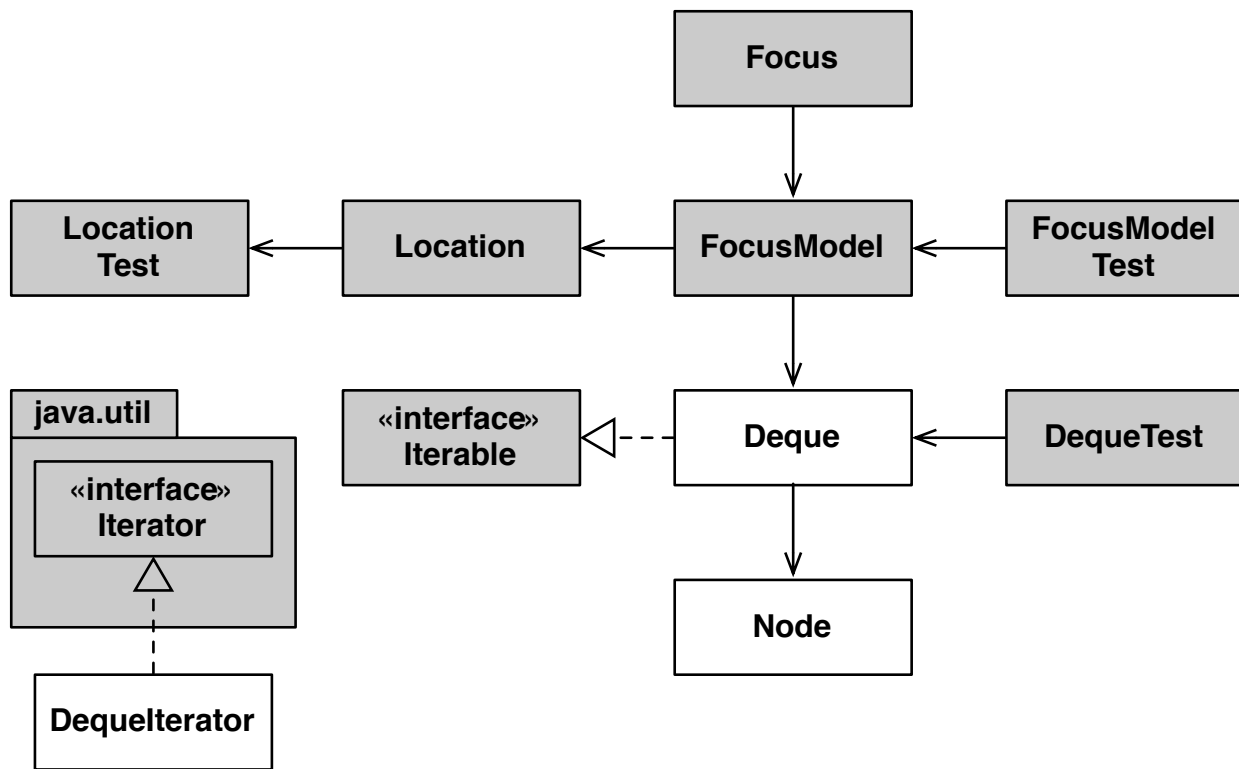 Focus
Location
Test
Location
FocusModel
FocusModel
Test
java.util
«interface»
Iterator
«interface»
Iterable
Deque
DequeTest
Node
DequeIterator